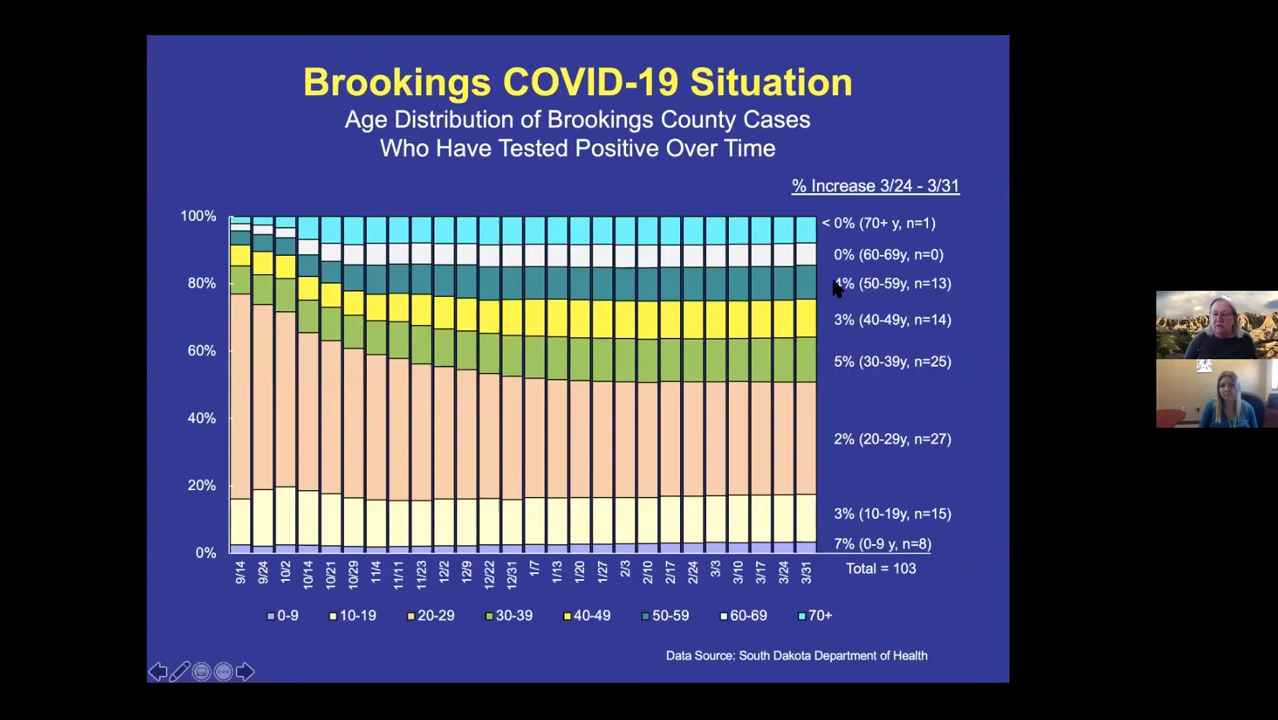 Brookings COVID-19 Situation
Age Distribution of Brookings County Cases
Who Have Tested Positive Over Time
% Increase 3/24 - 3/31
100%
80%
60%
40%
20%
0%
< 0% (70+ y, n=1)
0% (60-69y, n=0)
4% (50-59y, n=13)
3% (40-49y, n=14)
5% (30-39y, n=25)
2% (20-29y, n=27)
3% (10-19y, n=15)
7% (0-9 y, n=8)
Total = 103
9/14
9/24
10/2
10/14
10/21
10/29
11/4
11/11
11/23
12/2
12/9
12/22
12/31
1/7
1/13
1/20
1/27
2/3
2/10
2/17
2/24
3/3
3/10
3/17
3/24
3/31
0-9 10-19 20-29 30-39 40-49 50-59 60-69 70+
Data Source: South Dakota Department of Health